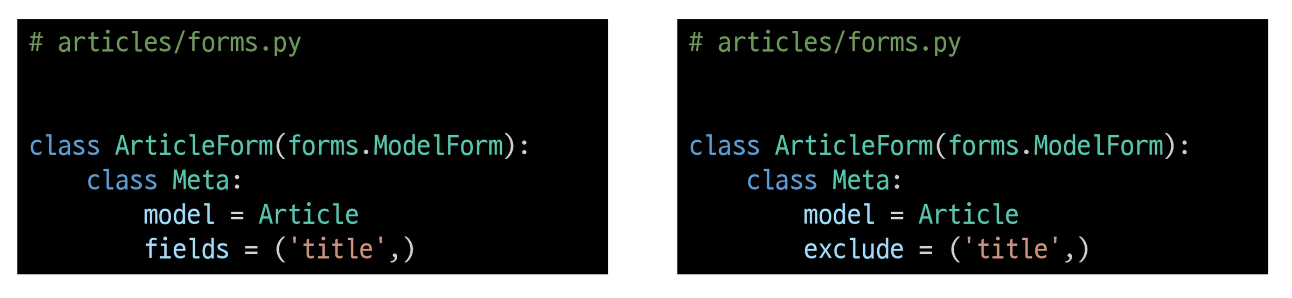 # articles/forms.py
class ArticleForm(forms.ModelForm):
    class Meta:
        model = Article
        fields = ('title',)
# articles/forms.py
class ArticleForm(forms.ModelForm):
    class Meta:
        model = Article
        exclude = ('title',)